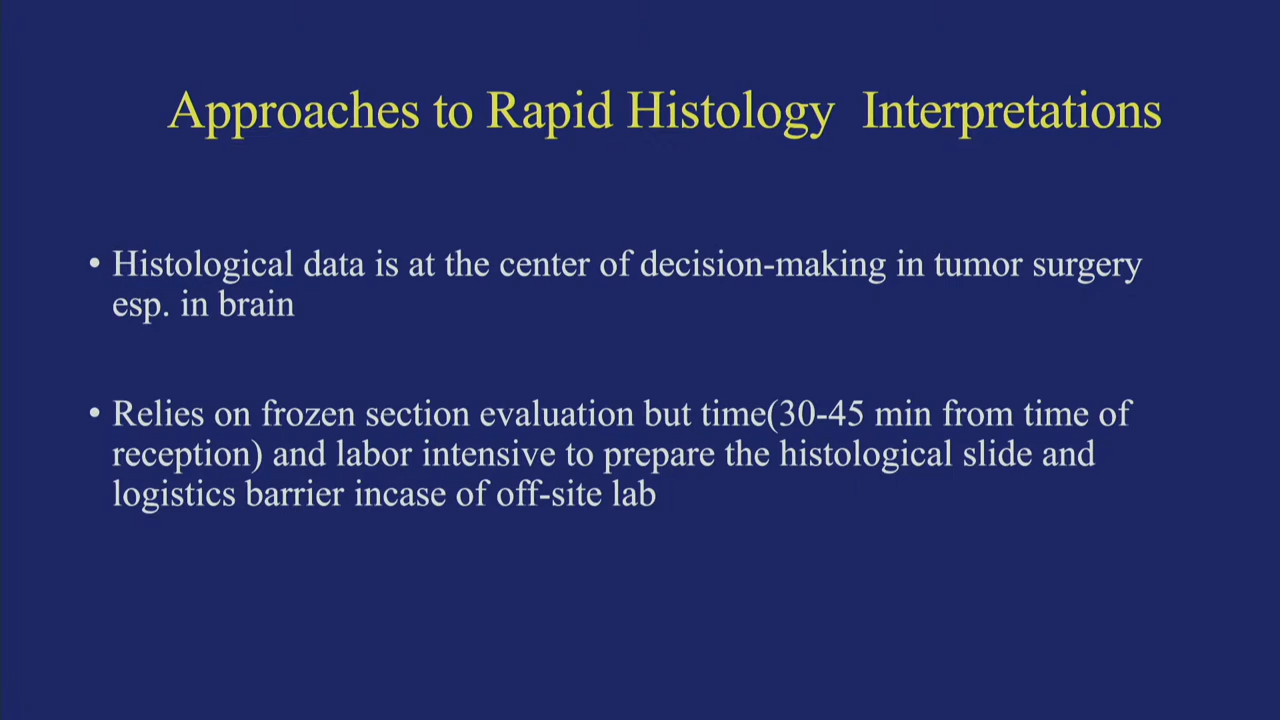 Approaches to Rapid Histology  Interpretations
• Histological data is at the center of decision-making in tumor surgery
esp. in brain
• Relies on frozen section evaluation but time(30-45 min from time of
reception) and labor intensive to prepare the histological slide and
logistics barrier incase of off-site lab